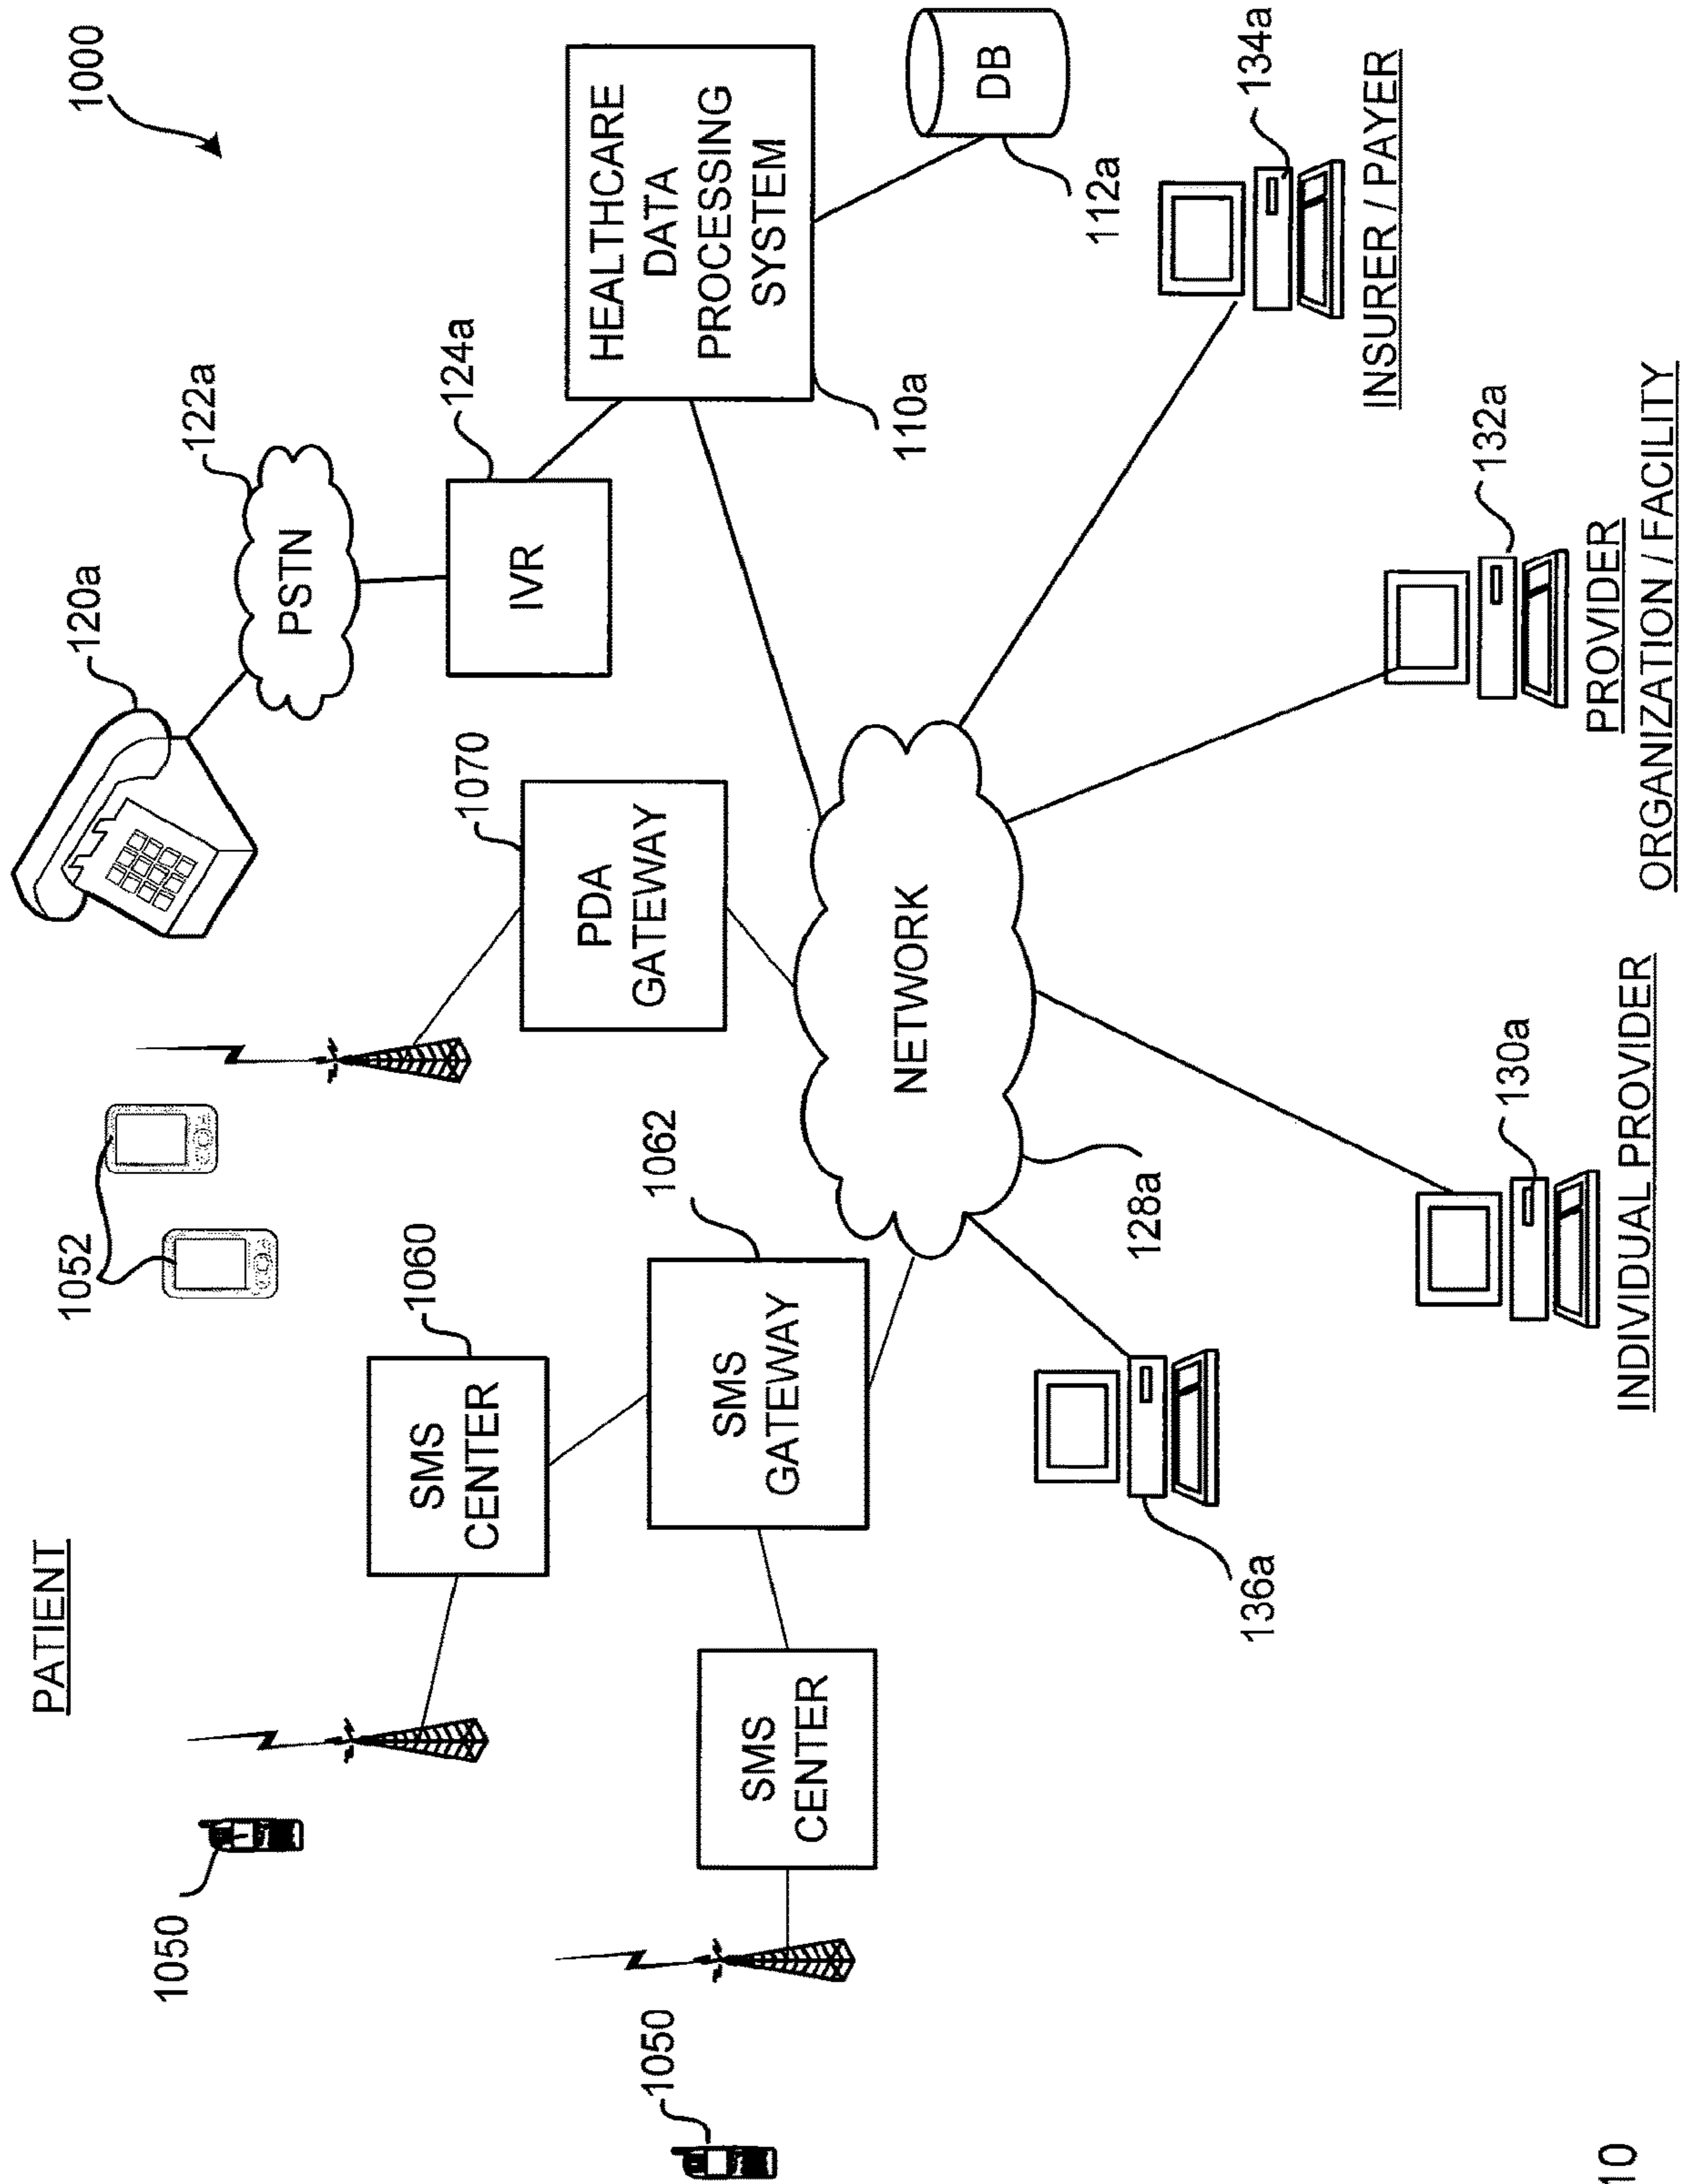 PATIENT
1000
1050
1052
120a
122a
PSTN
1060
SMS
CENTER
1070
PDA
GATEWAY
124a
IVR
1050
1062
SMS
GATEWAY
HEALTHCARE
DATA
PROCESSING
SYSTEM
110a
SMS
CENTER
NETWORK
DB
112a
128a
136a
134a
INSURER / PAYER
132a
130a
PROVIDER
ORGANIZATION / FACILITY
INDIVIDUAL PROVIDER
10